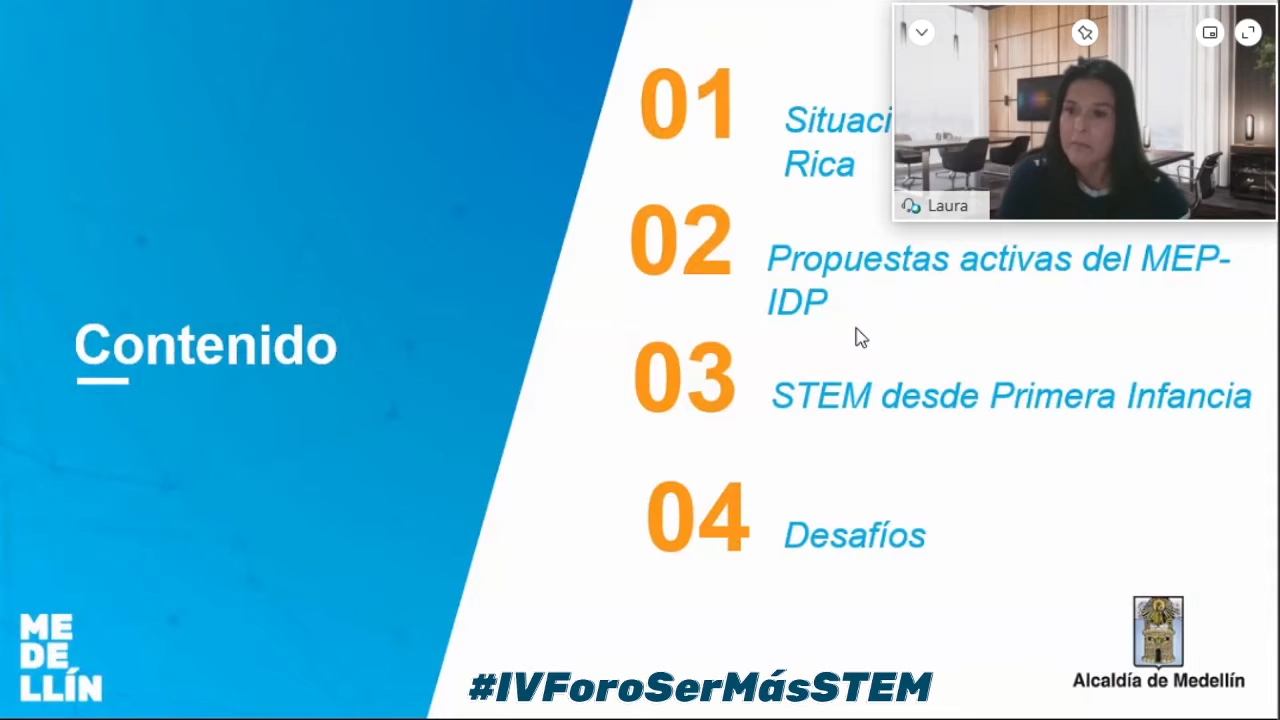 Contenido
01
Situaci
Rica
02
Propuestas activas del MEP-
IDP
03
STEM desde Primera Infancia
04
Desafíos
Laura
ME
DE
LLÍN
#IVForoSerMásSTEM
Alcaldía de Medellín